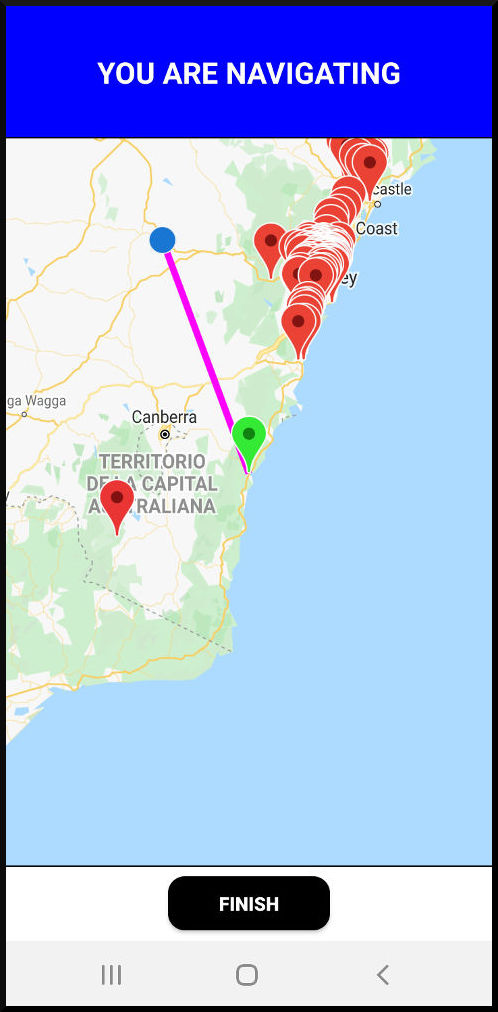 YOU ARE NAVIGATING
castle
Coast
ey
ga Wagga
Canberra
TERRITORIO
DE LA CAPITAL
AUSTRALIANA
FINISH